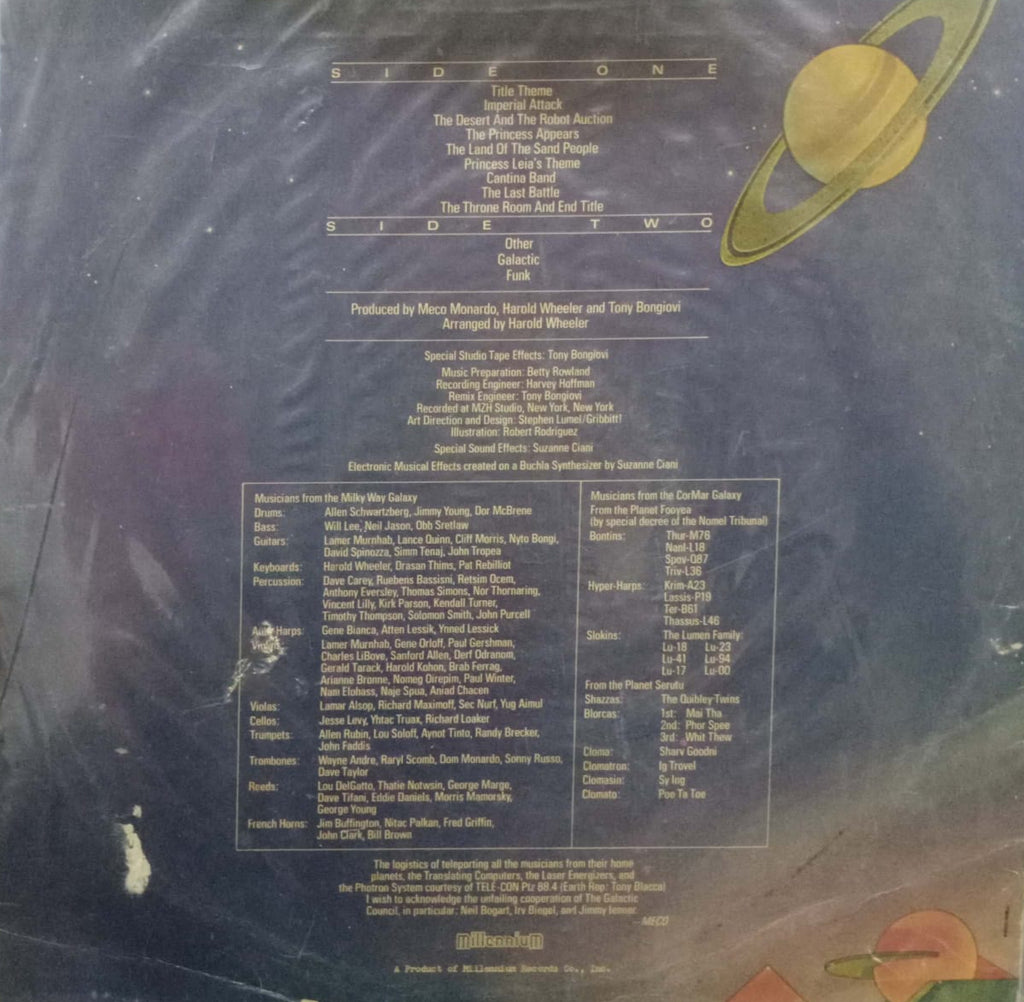 SIDE ONE
Title Theme
Imperial Attack
The Desert And The Robot Auction
The Princess Appears
The Land Of The Sand People
Princess Leia's Theme
Cantina Band
The Last Battle
The Throne Room And End Title
SIDE TWO
Other
Galactic
Funk
Produced by Meco Monardo, Harold Wheeler and Tony Bongiovi
Arranged by Harold Wheeler
Special Studio Tape Effects: Tony Bongiovi
Music Preparation: Betty Rowland
Recording Engineer: Harvey Hoffman
Remix Engineer: Tony Bongiovi
Recorded at MZH Studio, New York, New York
Art Direction and Design: Stephen Lumel/Gribbitt!
Illustration: Robert Rodriguez
Special Sound Effects: Suzanne Ciani
Electronic Musical Effects created on a Buchla Synthesizer by Suzanne Ciani
Musicians from the Milky Way Galaxy
Drums: Allen Schwartzberg, Jimmy Young, Dor McBrene
Bass: Will Lee, Neil Jason, Obb Sretlaw
Guitars: Lamer Murnhab, Lance Quinn, Cliff Morris, Nyto Bongi,
David Spinozza, Simm Tenaj, John Tropea
Keyboards: Harold Wheeler, Drasan Thims, Pat Rebilliot
Percussion: Dave Carey, Ruebens Bassisni, Retsim Ocem,
Anthony Eversley, Thomas Simons, Nor Thornaring,
Vincent Lilly, Kirk Parson, Kendall Turner,
Timothy Thompson, Solomon Smith, John Purcell
Harps: Gene Bianca, Atten Lessik, Ynned Lessick
Lamer Murnhab, Gene Orloff, Paul Gershman,
Charles LiBove, Sanford Allen, Derf Odranom,
Gerald Tarack, Harold Kohon, Brab Ferrag,
Arianne Bronne, Nomeg Oirepim, Paul Winter,
Nam Elohass, Naje Spua, Aniad Chacen
Violas: Lamar Alsop, Richard Maximoff, Sec Nurf, Yug Aimul
Cellos: Jesse Levy, Yhtac Truax, Richard Loaker
Trumpets: Allen Rubin, Lou Soloff, Aynot Tinto, Randy Brecker,
John Faddis
Trombones: Wayne Andre, Raryl Scomb, Dom Monardo, Sonny Russo,
Dave Taylor
Reeds: Lou DelGatto, Thatie Notwsin, George Marge,
Dave Tifani, Eddie Daniels, Morris Mamorsky,
George Young
French Horns: Jim Buffington, Nitac Palkan, Fred Griffin,
John Clark, Bill Brown
Musicians from the CorMar Galaxy
From the Planet Fooyea
(by special decree of the Nomel Tribunal)
Bontins: Thur-M76
Nanl-L18
Spov-Q87
Triv-L36
Hyper-Harps: Krim-A23
Lassis-P19
Ter-B61
Thassus-L46
Slokins: The Lumen Family:
Lu-18 Lu-23
Lu-41 Lu-94
Lu-17 Lu-00
From the Planet Serutu
Shazzas: The Quibley Twins
Blorcas: 1st: Mai Tha
2nd: Phor Spee
3rd: Whit Thew
Cloma: Sharv Goodni
Clomatron: Ig Trovel
Clomasin: Sy Ing
Clomato: Poo Ta Too
The logistics of teleporting all the musicians from their home
planets, the Translating Computers, the Laser Energizers, and
the Photron System courtesy of TELE-CON Ptz 88.4 (Earth Rep: Tony Blacca)
I wish to acknowledge the unfailing cooperation of The Galactic
Council, in particular: Neil Bogart, Irv Biegel, and Jimmy Ienner.
MECO
Millennium
A Product of Millennium Records Co., Inc.